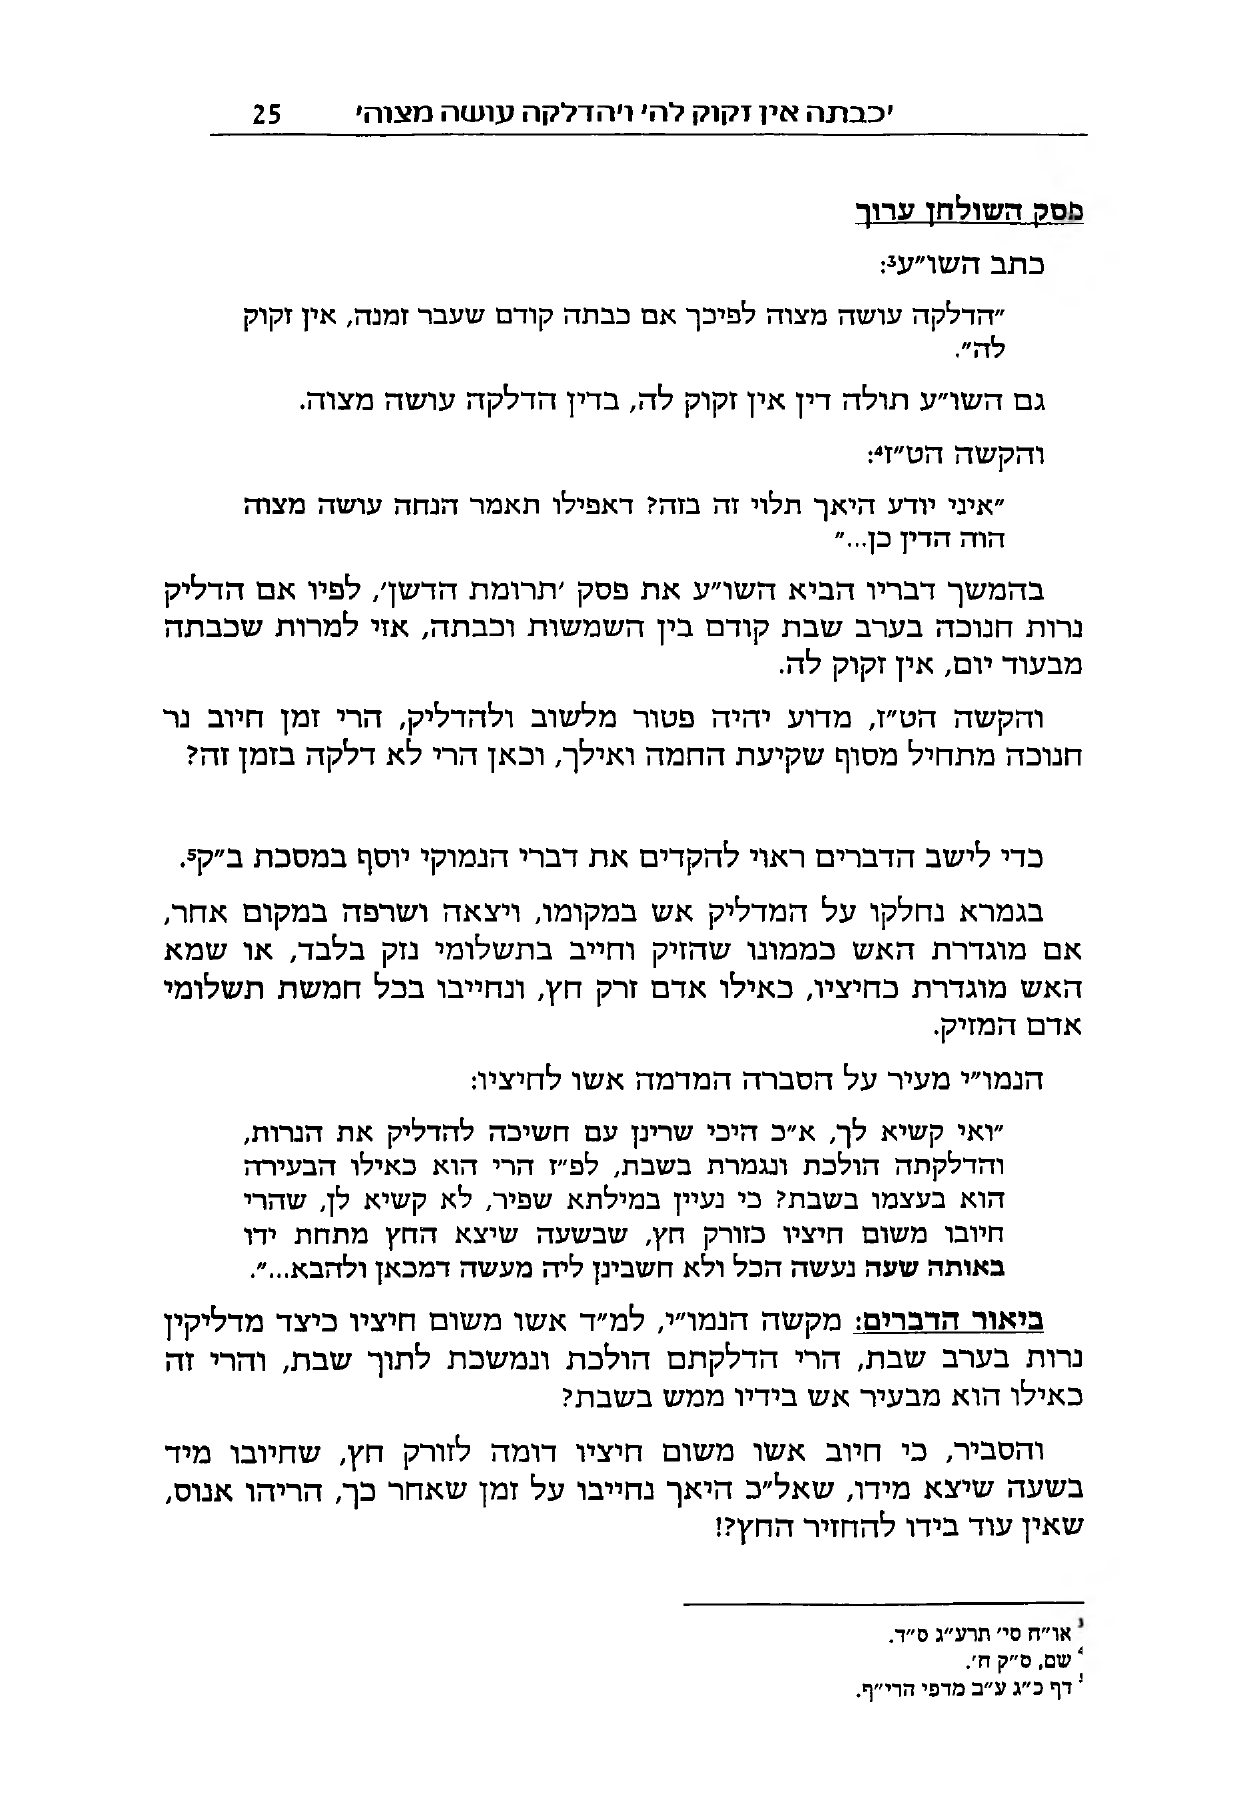 'כבתה אין זקוק לה' ו'הדלקה עושה מצוה' 25
פסק השולחן ערוך
כתב השו"ע3:
"הדלקה עושה מצוה לפיכך אם כבתה קודם שעבר זמנה, אין זקוק
לה".
גם השו"ע תולה דין אין זקוק לה, בדין הדלקה עושה מצוה.
והקשה הט"ז4:
"איני יודע היאך תלוי זה בזה? דאפילו תאמר הנחה עושה מצוה
הוה הדין כן..."
בהמשך דבריו הביא השו"ע את פסק 'תרומת הדשן', לפיו אם הדליק
נרות חנוכה בערב שבת קודם בין השמשות וכבתה, אזי למרות שכבתה
מבעוד יום, אין זקוק לה.
והקשה הט"ז, מדוע יהיה פטור מלשוב ולהדליק, הרי זמן חיוב נר
חנוכה מתחיל מסוף שקיעת החמה ואילך, וכאן הרי לא דלקה בזמן זה?
כדי לישב הדברים ראוי להקדים את דברי הנמוקי יוסף במסכת ב"ק5.
בגמרא נחלקו על המדליק אש במקומו, ויצאה ושרפה במקום אחר,
אם מוגדרת האש כממונו שהזיק וחייב בתשלומי נזק בלבד, או שמא
האש מוגדרת כחיציו, כאילו אדם זרק חץ, ונחייבו בכל חמשת תשלומי
אדם המזיק.
הנמו"י מעיר על הסברה המדמה אשו לחיציו:
"ואי קשיא לך, א"כ היכי שרינן עם חשיכה להדליק את הנרות,
והדלקתה הולכת ונגמרת בשבת, לפ"ז הרי הוא כאילו הבעירה
הוא בעצמו בשבת? כי נעיין במילתא שפיר, לא קשיא לן, שהרי
חיובו משום חיציו כזורק חץ, שבשעה שיצא החץ מתחת ידו
באותה שעה נעשה הכל ולא חשבינן ליה מעשה דמכאן ולהבא...".
ביאור הדברים: מקשה הנמו"י, למ"ד אשו משום חיציו כיצד מדליקין
נרות בערב שבת, הרי הדלקתם הולכת ונמשכת לתוך שבת, והרי זה
כאילו הוא מבעיר אש בידיו ממש בשבת?
והסביר, כי חיוב אשו משום חיציו דומה לזורק חץ, שחיובו מיד
בשעה שיצא מידו, שאל"כ היאך נחייבו על זמן שאחר כך, הריהו אנוס,
שאין עוד בידו להחזיר החץ?!
3 או"ח סי' תרע"ג ס"ד.
4 שם, ס"ק ח'.
5 דף כ"ג ע"ב מדפי הרי"ף.